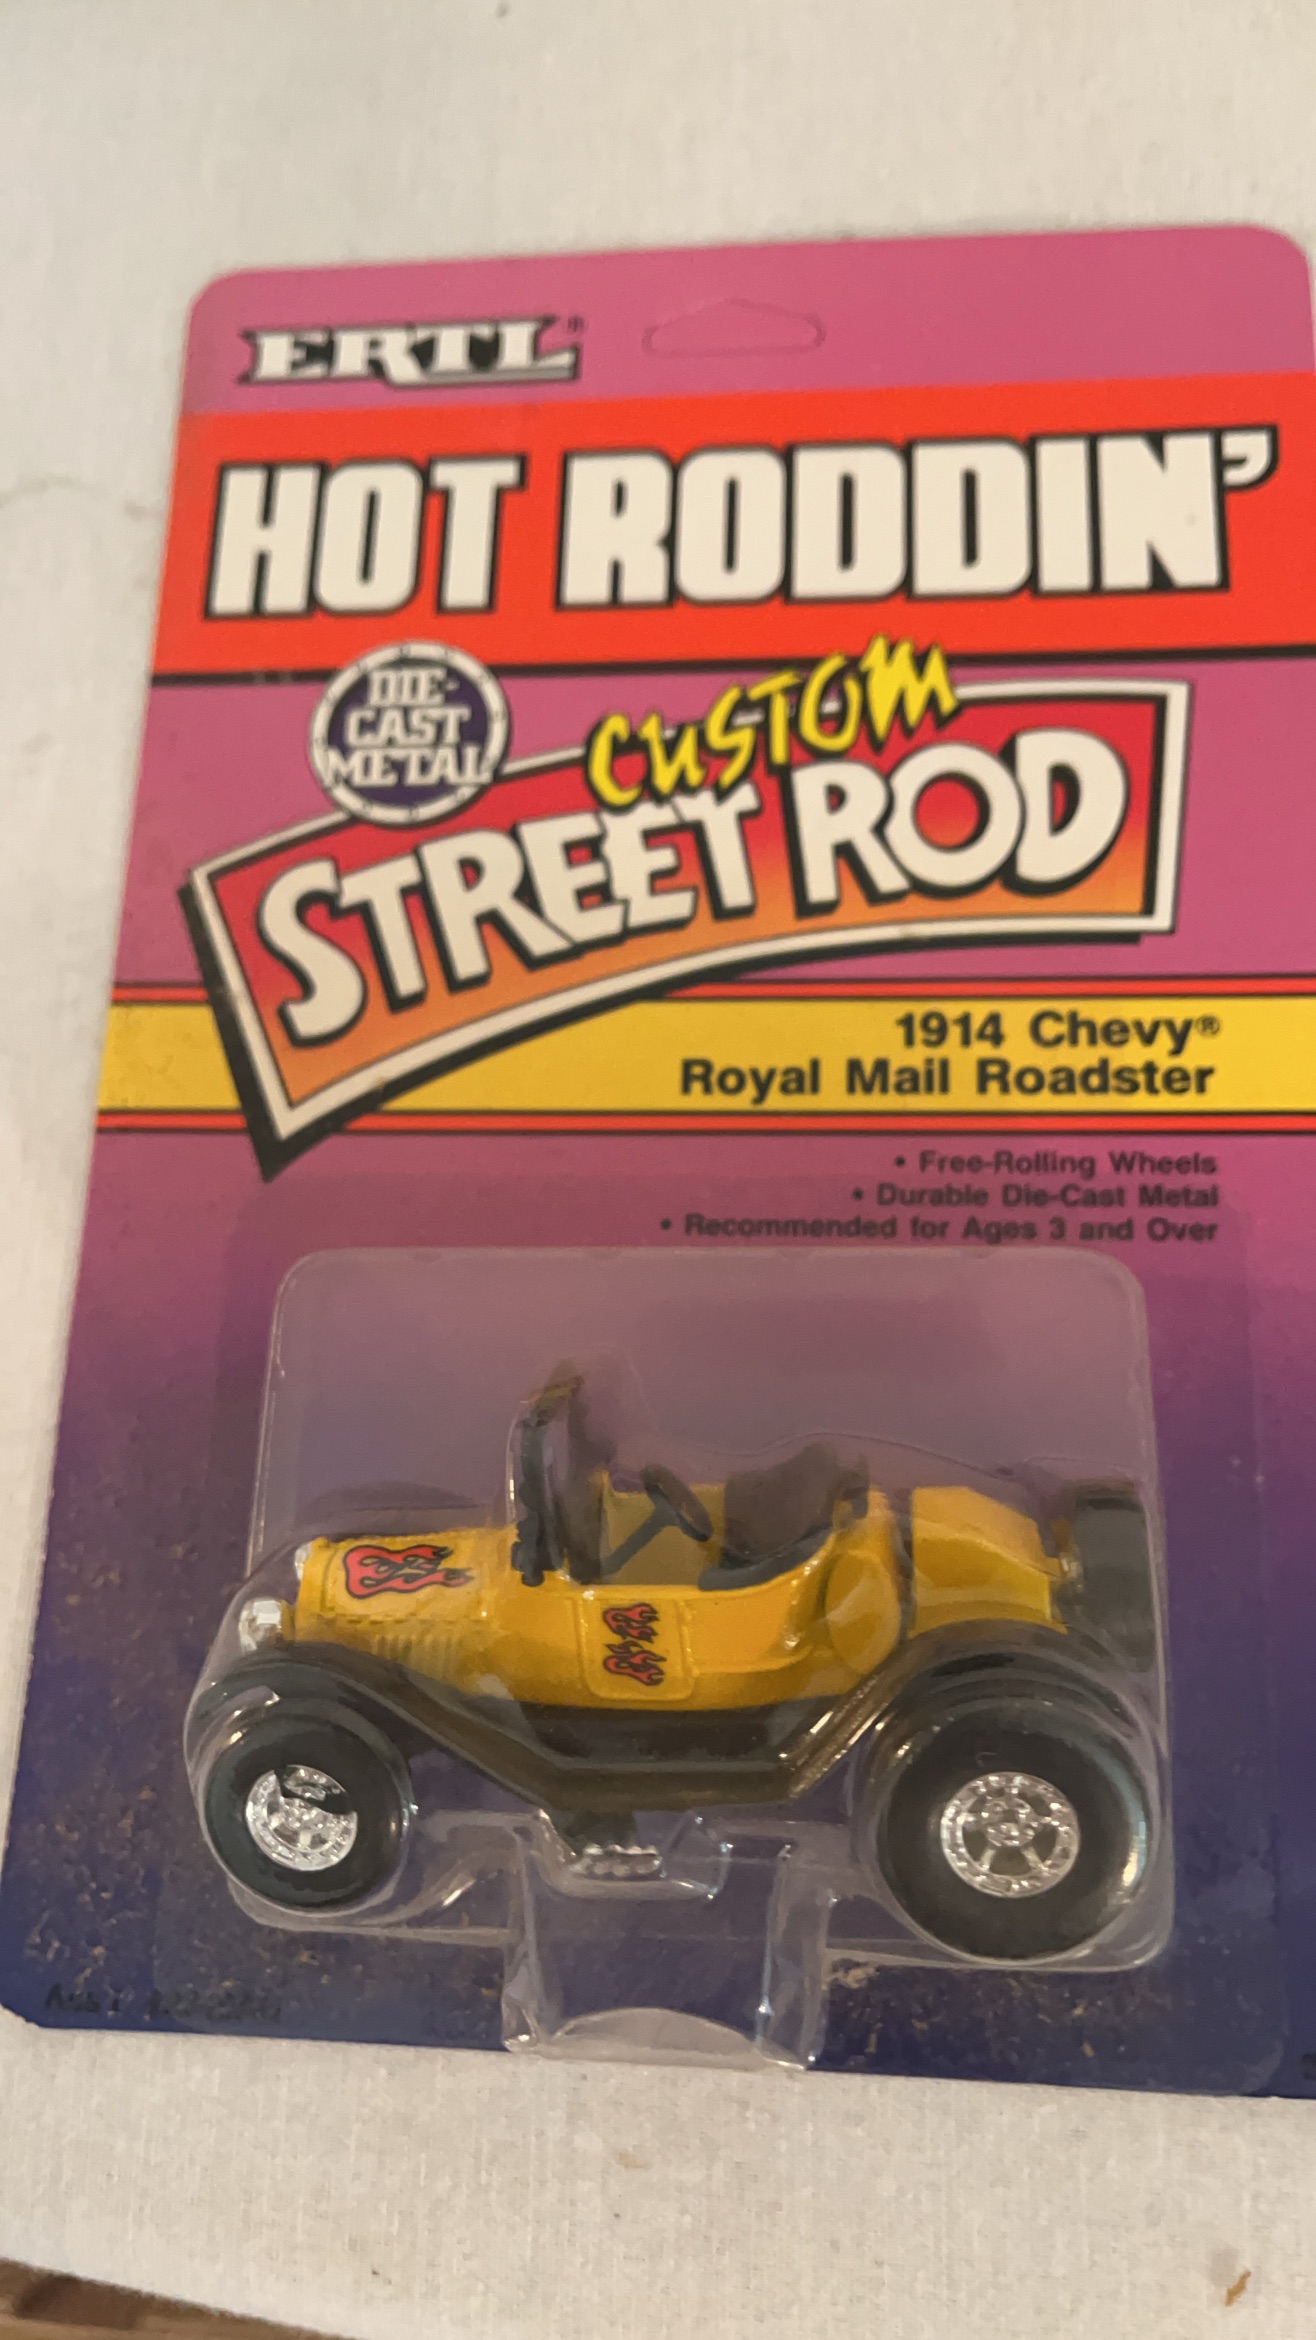 ERTL®
HOT RODDIN'
DIE-
CAST
METAL
CUSTOM
STREET ROD
1914 Chevy®
Royal Mail Roadster
• Free-Rolling Wheels
• Durable Die-Cast Metal
• Recommended for Ages 3 and Over